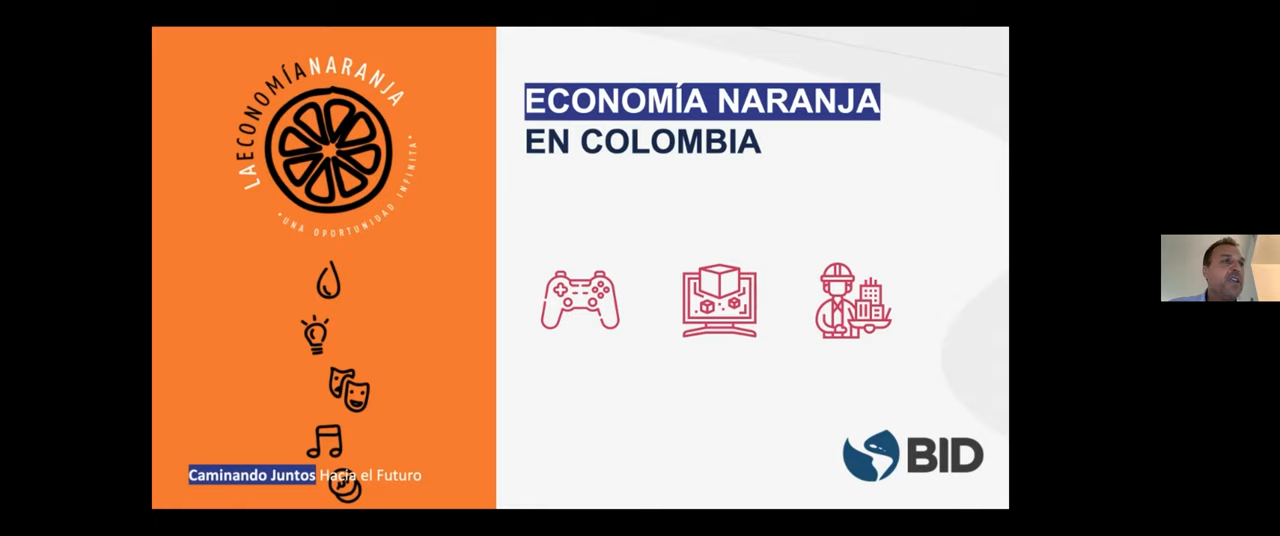 LA ECONOMÍA NARANJA
•UNA OPORTUNIDAD INFINITA•
Caminando Juntos Hacia el Futuro
ECONOMÍA NARANJA
EN COLOMBIA
BID